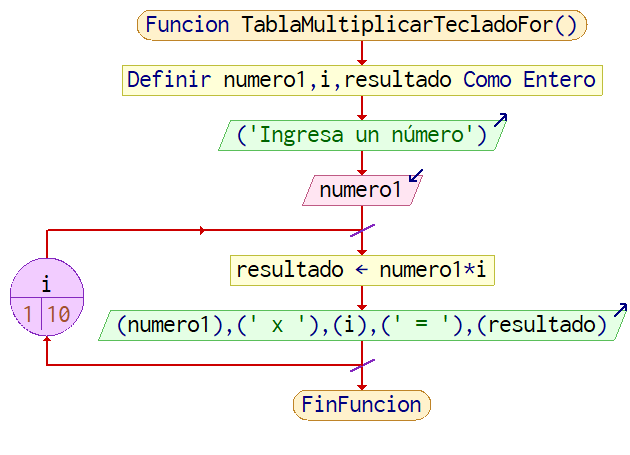 Funcion TablaMultiplicarTecladoFor()
Definir numero1,i,resultado Como Entero
('Ingresa un número')
numero1
resultado ← numero1*i
i
1 10
(numero1),(' x '),(i),(' = '),(resultado)
FinFuncion